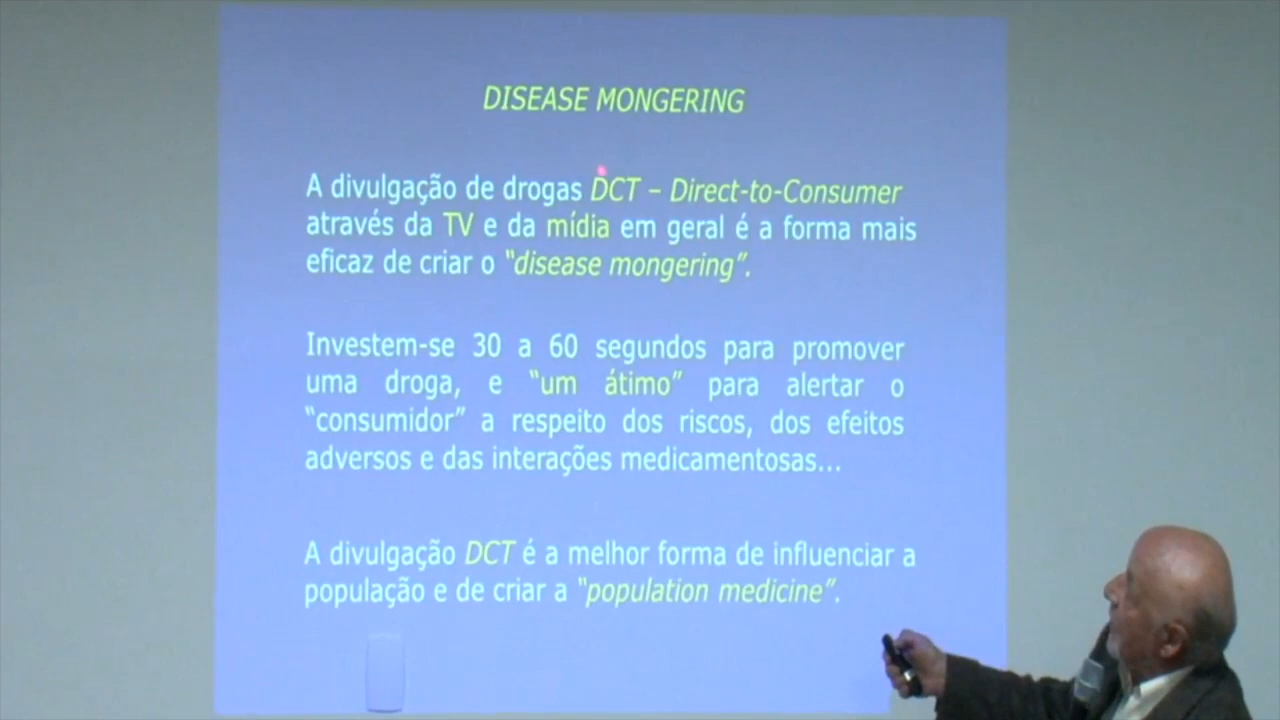 DISEASE MONGERING
A divulgação de drogas DCT – Direct-to-Consumer
através da TV e da mídia em geral é a forma mais
eficaz de criar o “disease mongering”.
Investem-se 30 a 60 segundos para promover
uma droga, e “um átimo” para alertar o
“consumidor” a respeito dos riscos, dos efeitos
adversos e das interações medicamentosas...
A divulgação DCT é a melhor forma de influenciar a
população e de criar a “population medicine”.